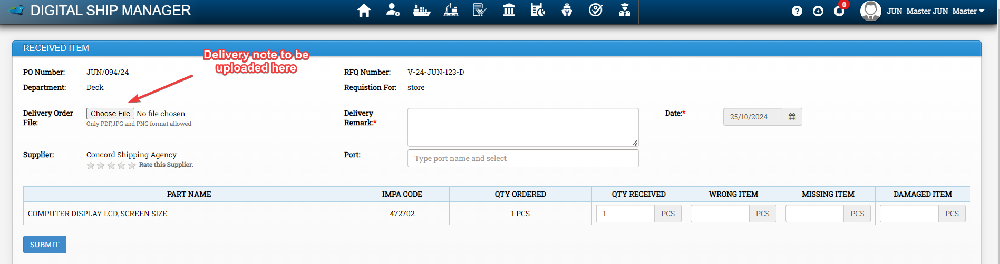 DIGITAL SHIP MANAGER
?
0
JUN_Master JUN_Master
RECEIVED ITEM
Delivery note to be
uploaded here
PO Number: JUN/094/24
RFQ Number: V-24-JUN-123-D
Department: Deck
Requistion For: store
Delivery Order
File:
Choose File No file chosen
Only PDF,JPG and PNG format allowed.
Delivery
Remark:*
Date:* 25/10/2024
Supplier: Concord Shipping Agency
Rate this Supplier:
Port: Type port name and select
PART NAME IMPA CODE QTY ORDERED QTY RECEIVED WRONG ITEM MISSING ITEM DAMAGED ITEM
COMPUTER DISPLAY LCD, SCREEN SIZE 472702 1 PCS 1 PCS PCS PCS PCS
SUBMIT